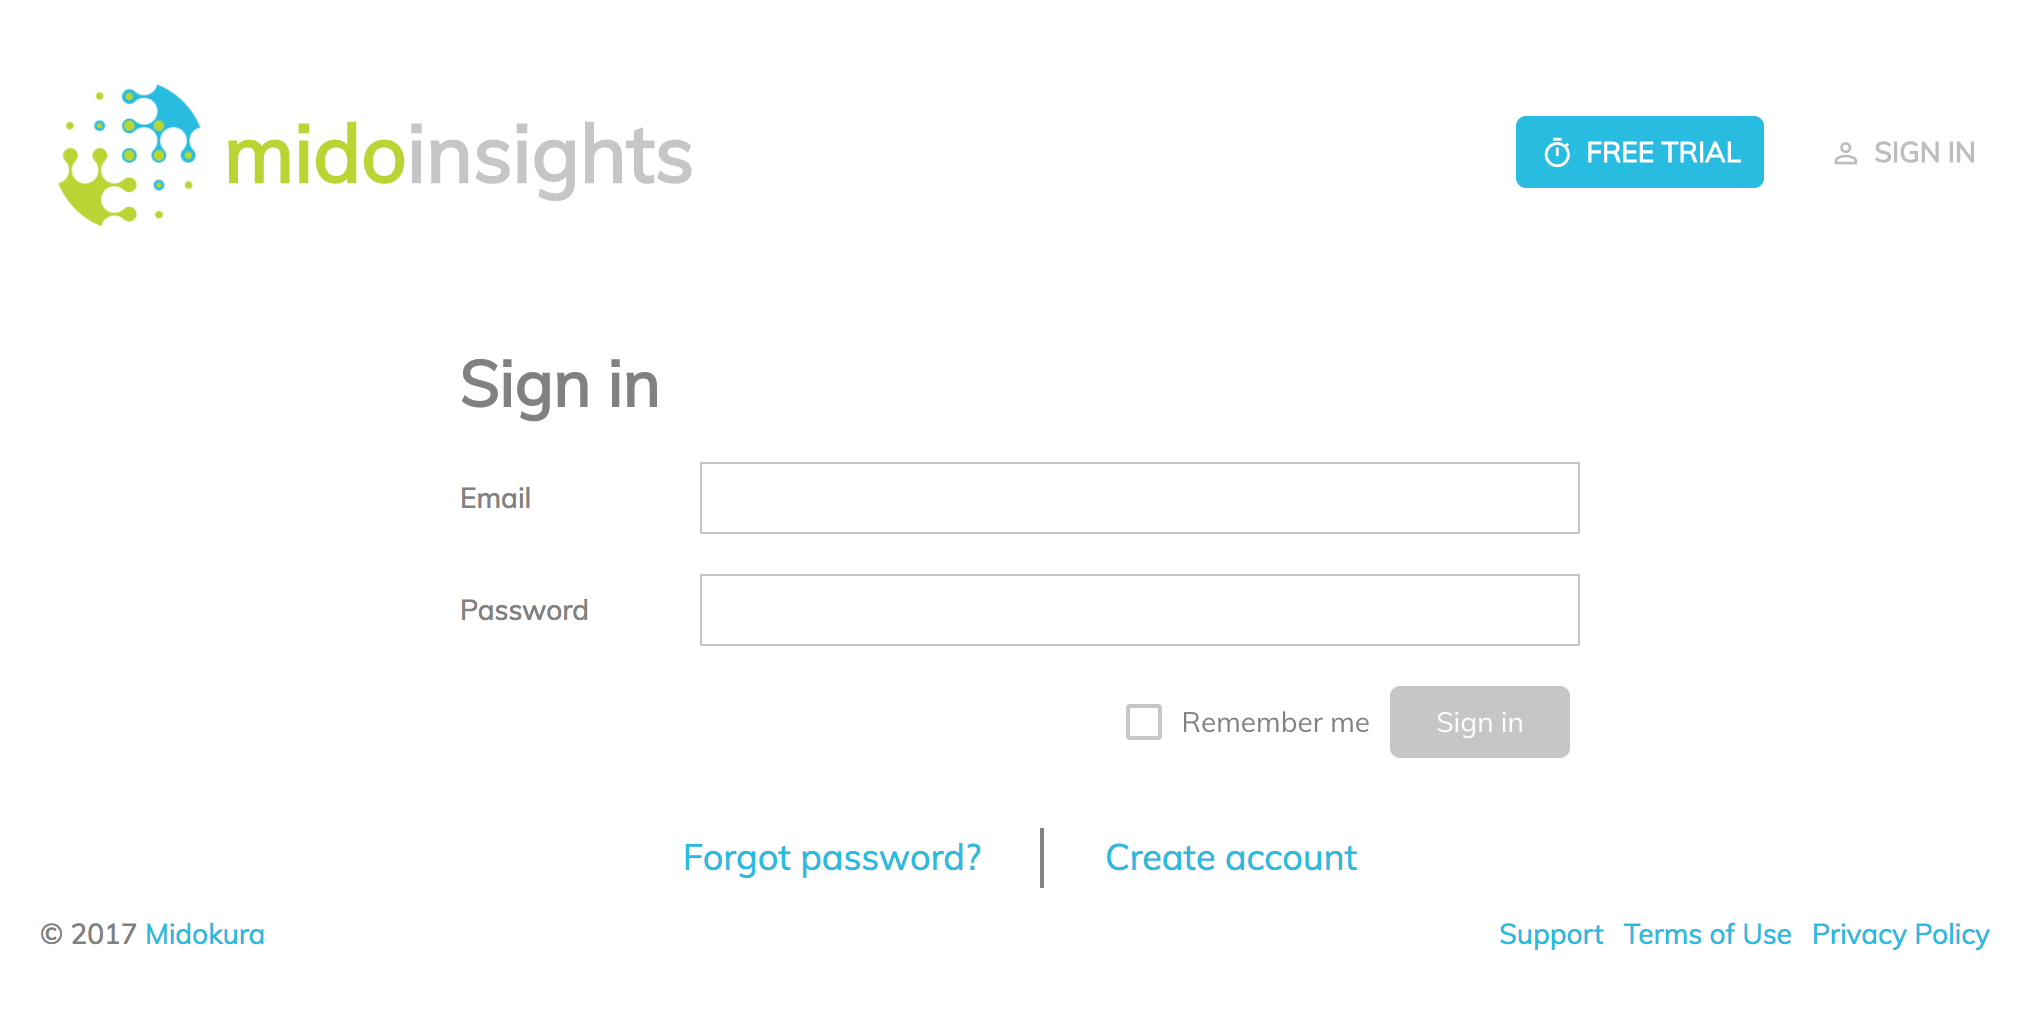 midoinsights
FREE TRIAL
SIGN IN
Sign in
Email
Password
Remember me
Sign in
Forgot password?
Create account
© 2017 Midokura
Support Terms of Use Privacy Policy